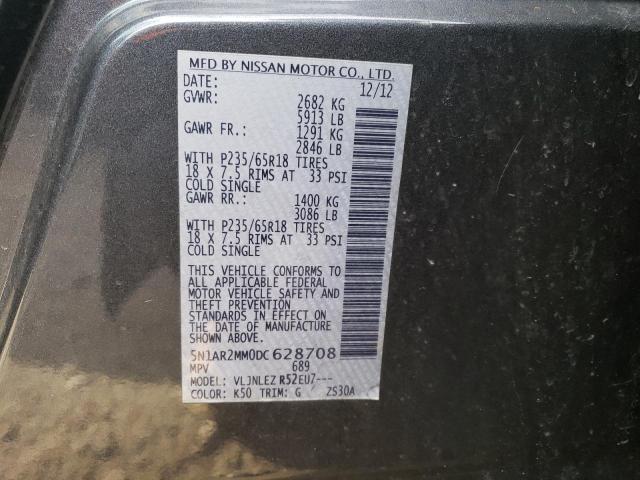 MFD BY NISSAN MOTOR CO., LTD.
DATE: 12/12
GVWR: 2682 KG
5913 LB
GAWR FR.: 1291 KG
2846 LB
WITH P235/65R18 TIRES
18 X 7.5 RIMS AT 33 PSI
COLD SINGLE
GAWR RR.: 1400 KG
3086 LB
WITH P235/65R18 TIRES
18 X 7.5 RIMS AT 33 PSI
COLD SINGLE
THIS VEHICLE CONFORMS TO
ALL APPLICABLE FEDERAL
MOTOR VEHICLE SAFETY AND
THEFT PREVENTION
STANDARDS IN EFFECT ON
THE DATE OF MANUFACTURE
SHOWN ABOVE.
5N1AR2MM0DC628708
MPV 689
MODEL: VLJNLEZ R52EU7---
COLOR: K50 TRIM: G / ZS30A